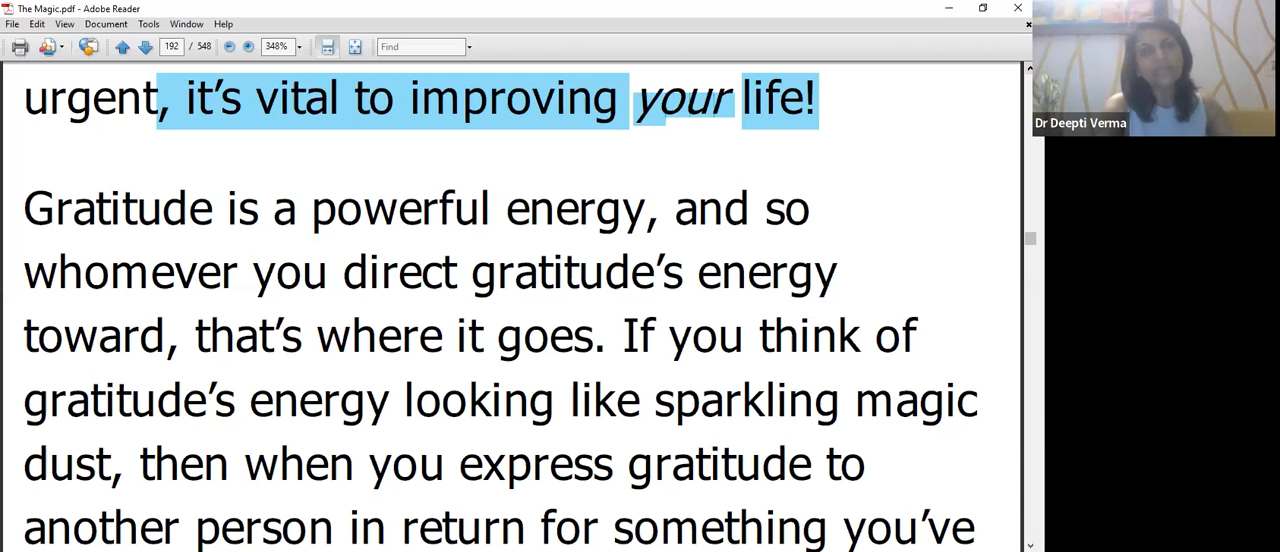 The Magic.pdf - Adobe Reader
File Edit View Document Tools Window Help
192 / 548 348% Find
urgent, it's vital to improving your life!
Gratitude is a powerful energy, and so
whomever you direct gratitude's energy
toward, that's where it goes. If you think of
gratitude's energy looking like sparkling magic
dust, then when you express gratitude to
another person in return for something you've
Dr Deepti Verma